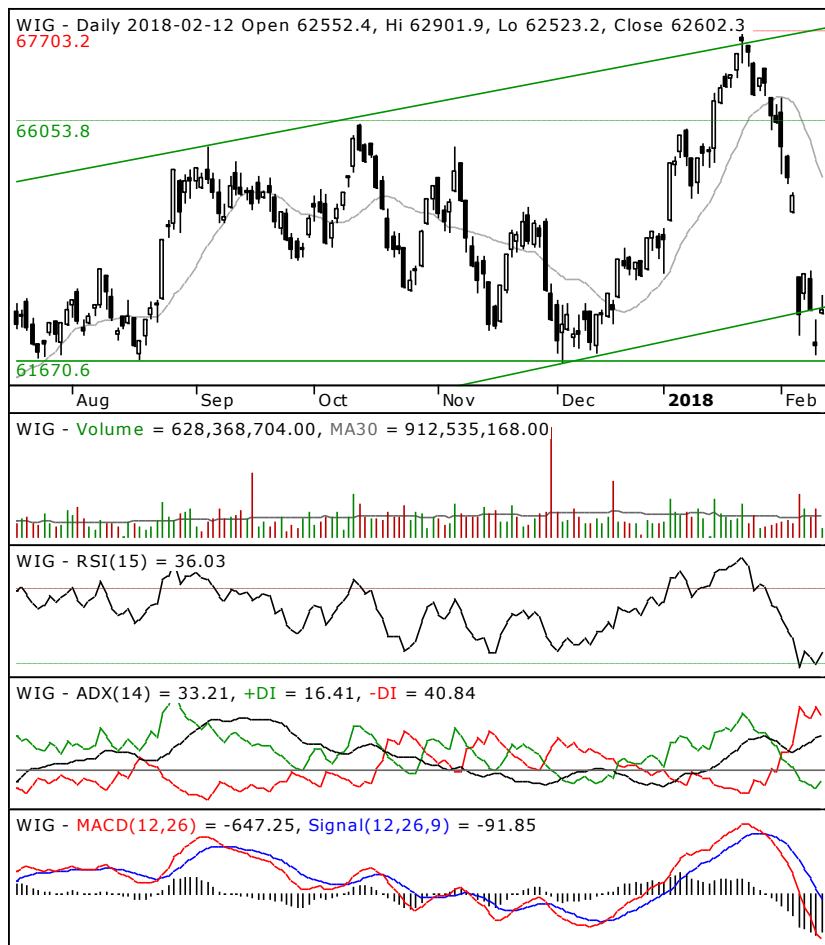 WIG - Daily 2018-02-12 Open 62552.4, Hi 62901.9, Lo 62523.2, Close 62602.3
67703.2
66053.8
61670.6
Aug Sep Oct Nov Dec 2018 Feb
WIG - Volume = 628,368,704.00, MA30 = 912,535,168.00
WIG - RSI(15) = 36.03
WIG - ADX(14) = 33.21, +DI = 16.41, -DI = 40.84
WIG - MACD(12,26) = -647.25, Signal(12,26,9) = -91.85